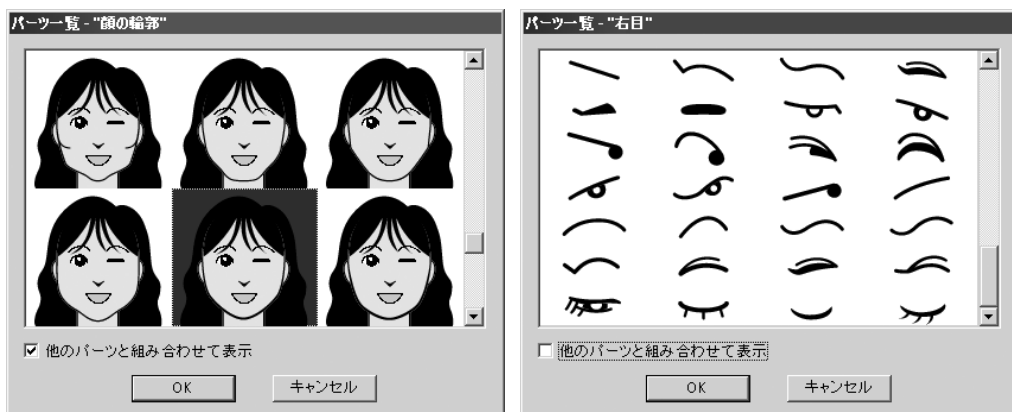 パーツ一覧 - "顔の輪郭"
他のパーツと組み合わせて表示
OK
キャンセル
パーツ一覧 - "右目"
他のパーツと組み合わせて表示
OK
キャンセル